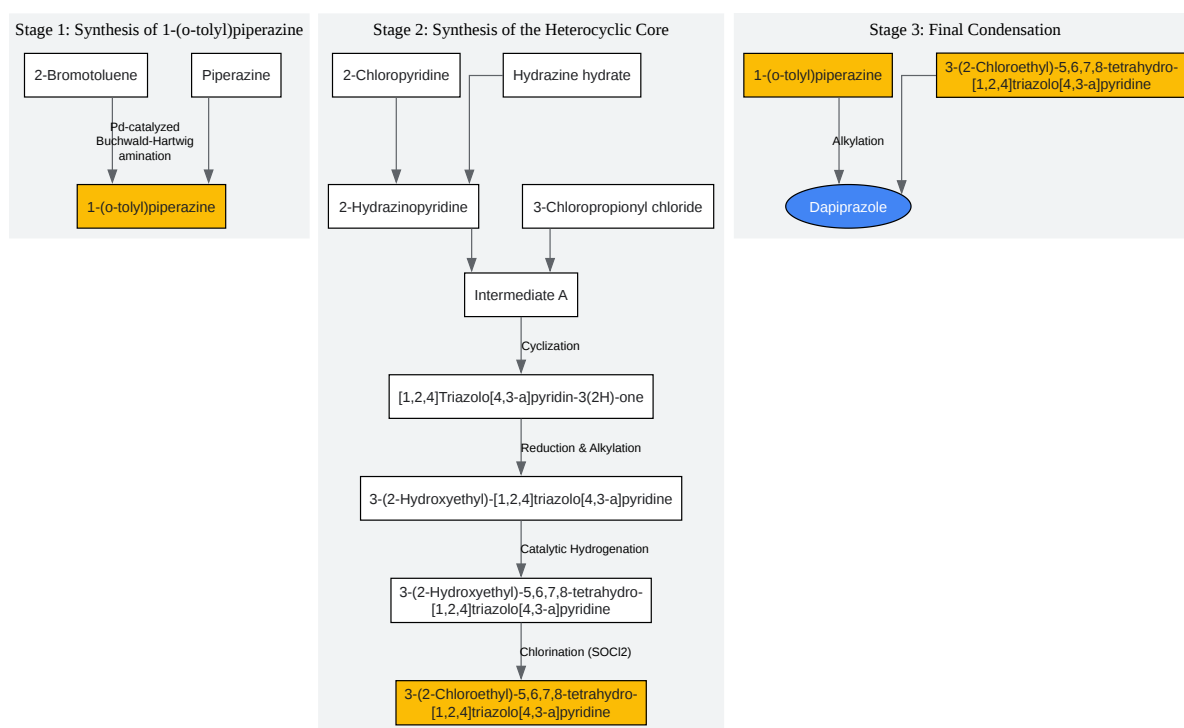 Stage 1: Synthesis of 1-(o-tolyl)piperazine
2-Bromotoluene
Piperazine
Pd-catalyzed
Buchwald-Hartwig
amination
1-(o-tolyl)piperazine
Stage 2: Synthesis of the Heterocyclic Core
2-Chloropyridine
Hydrazine hydrate
2-Hydrazinopyridine
3-Chloropropionyl chloride
Intermediate A
Cyclization
[1,2,4]Triazolo[4,3-a]pyridin-3(2H)-one
Reduction & Alkylation
3-(2-Hydroxyethyl)-[1,2,4]triazolo[4,3-a]pyridine
Catalytic Hydrogenation
3-(2-Hydroxyethyl)-5,6,7,8-tetrahydro-
[1,2,4]triazolo[4,3-a]pyridine
Chlorination (SOCl2)
3-(2-Chloroethyl)-5,6,7,8-tetrahydro-
[1,2,4]triazolo[4,3-a]pyridine
Stage 3: Final Condensation
1-(o-tolyl)piperazine
3-(2-Chloroethyl)-5,6,7,8-tetrahydro-
[1,2,4]triazolo[4,3-a]pyridine
Alkylation
Dapiprazole